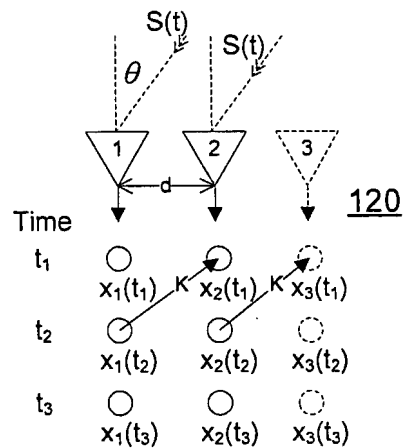 S(t)
θ S(t)
1 2 3
d
120
Time
t₁
x₁(t₁) K x₂(t₁) K x₃(t₁)
t₂
x₁(t₂) x₂(t₂) x₃(t₂)
t₃
x₁(t₃) x₂(t₃) x₃(t₃)